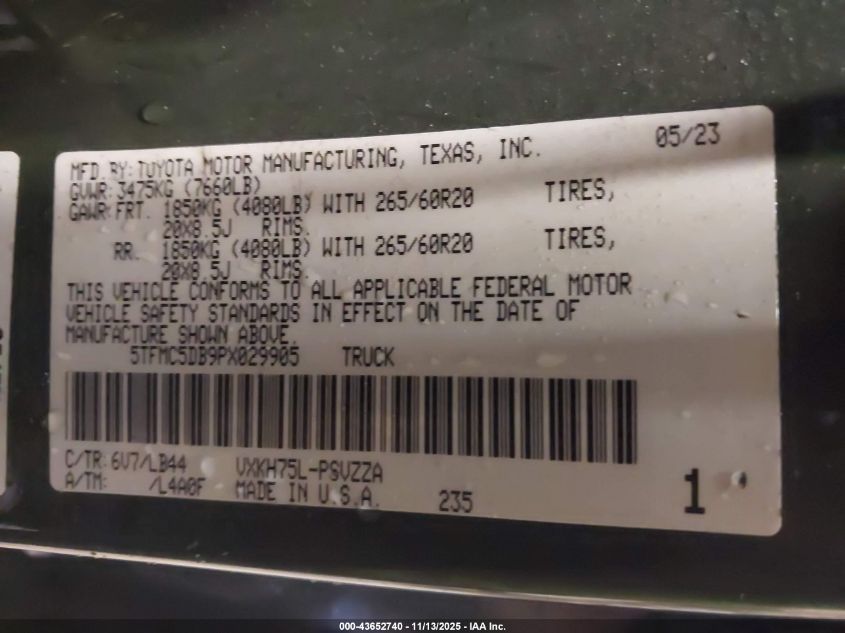 MFD. BY: TOYOTA MOTOR MANUFACTURING, TEXAS, INC. 05/23
GVWR: 3475KG (7660LB)
GAWR: FRT. 1850KG (4080LB) WITH 265/60R20 TIRES,
20X8.5J RIMS.
RR. 1850KG (4080LB) WITH 265/60R20 TIRES,
20X8.5J RIMS.
THIS VEHICLE CONFORMS TO ALL APPLICABLE FEDERAL MOTOR
VEHICLE SAFETY STANDARDS IN EFFECT ON THE DATE OF
MANUFACTURE SHOWN ABOVE.
5TFMC5DB9PX029905 TRUCK
C/TR: 6V7/LB44 VXKH75L-PSVZZA
A/TM: /L4A0F MADE IN U.S.A. 235 1
000-43652740 - 11/13/2025 - IAA Inc.